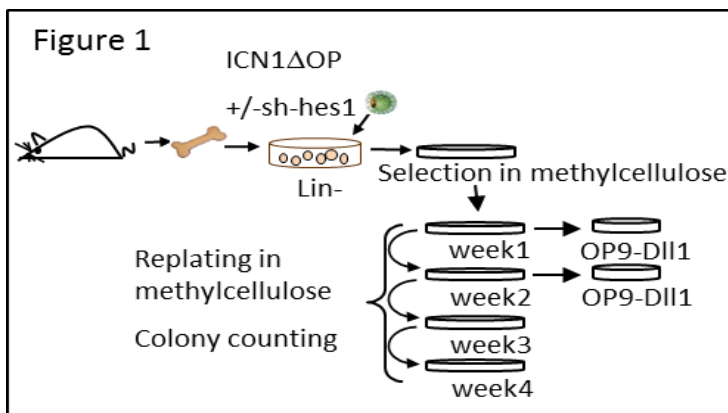 Figure 1
ICN1ΔOP
+/-sh-hes1
Lin-
Selection in methylcellulose
week1
OP9-Dll1
Replating in
methylcellulose
week2
OP9-Dll1
Colony counting
week3
week4